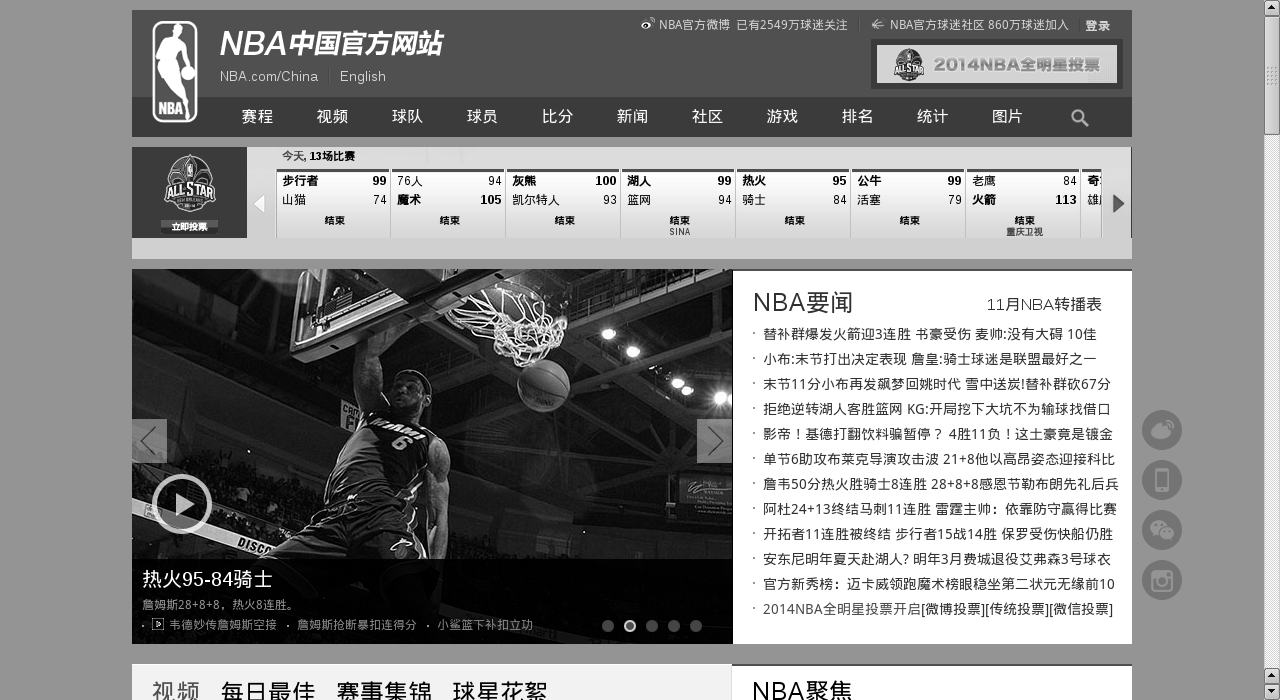 NBA官方微博 已有2549万球迷关注 NBA官方球迷社区 860万球迷加入 登录
NBA中国官方网站
NBA.com/China English
2014NBA全明星投票
NBA
赛程 视频 球队 球员 比分 新闻 社区 游戏 排名 统计 图片
今天, 13场比赛
步行者 99 76人 94 灰熊 100 湖人 99 热火 95 公牛 99 老鹰 84 奇
山猫 74 魔术 105 凯尔特人 93 篮网 94 骑士 84 活塞 79 火箭 113 雄鹿
结束 结束 结束 结束 结束 结束 结束
SINA 重庆卫视
ALL STAR
立即投票
MIAMI
6
DISCO
热火95-84骑士
詹姆斯28+8+8，热火8连胜。
韦德妙传詹姆斯空接 · 詹姆斯抢断暴扣连得分 · 小鲨篮下补扣立功
NBA要闻 11月NBA转播表
· 替补群爆发火箭迎3连胜 书豪受伤 麦帅:没有大碍 10佳
· 小布:末节打出决定表现 詹皇:骑士球迷是联盟最好之一
· 末节11分小布再发飙梦回姚时代 雪中送炭!替补群砍67分
· 拒绝逆转湖人客胜篮网 KG:开局挖下大坑不为输球找借口
· 影帝！基德打翻饮料骗暂停？ 4胜11负！这土豪竟是镀金
· 单节6助攻布莱克导演攻击波 21+8他以高昂姿态迎接科比
· 詹韦50分热火胜骑士8连胜 28+8+8感恩节勒布朗先礼后兵
· 阿杜24+13终结马刺11连胜 雷霆主帅：依靠防守赢得比赛
· 开拓者11连胜被终结 步行者15战14胜 保罗受伤快船仍胜
· 安东尼明年夏天赴湖人? 明年3月费城退役艾弗森3号球衣
· 官方新秀榜：迈卡威领跑魔术榜眼稳坐第二状元无缘前10
· 2014NBA全明星投票开启[微博投票][传统投票][微信投票]
视频 每日最佳 赛事集锦 球星花絮
NBA聚焦